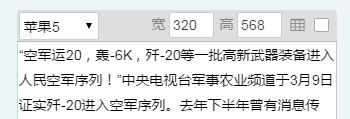 苹果5 宽 320 高 568
“空军运20，轰-6K，歼-20等一批高新武器装备进入
人民空军序列！”中央电视台军事农业频道于3月9日
证实歼-20进入空军序列。去年下半年曾有消息传